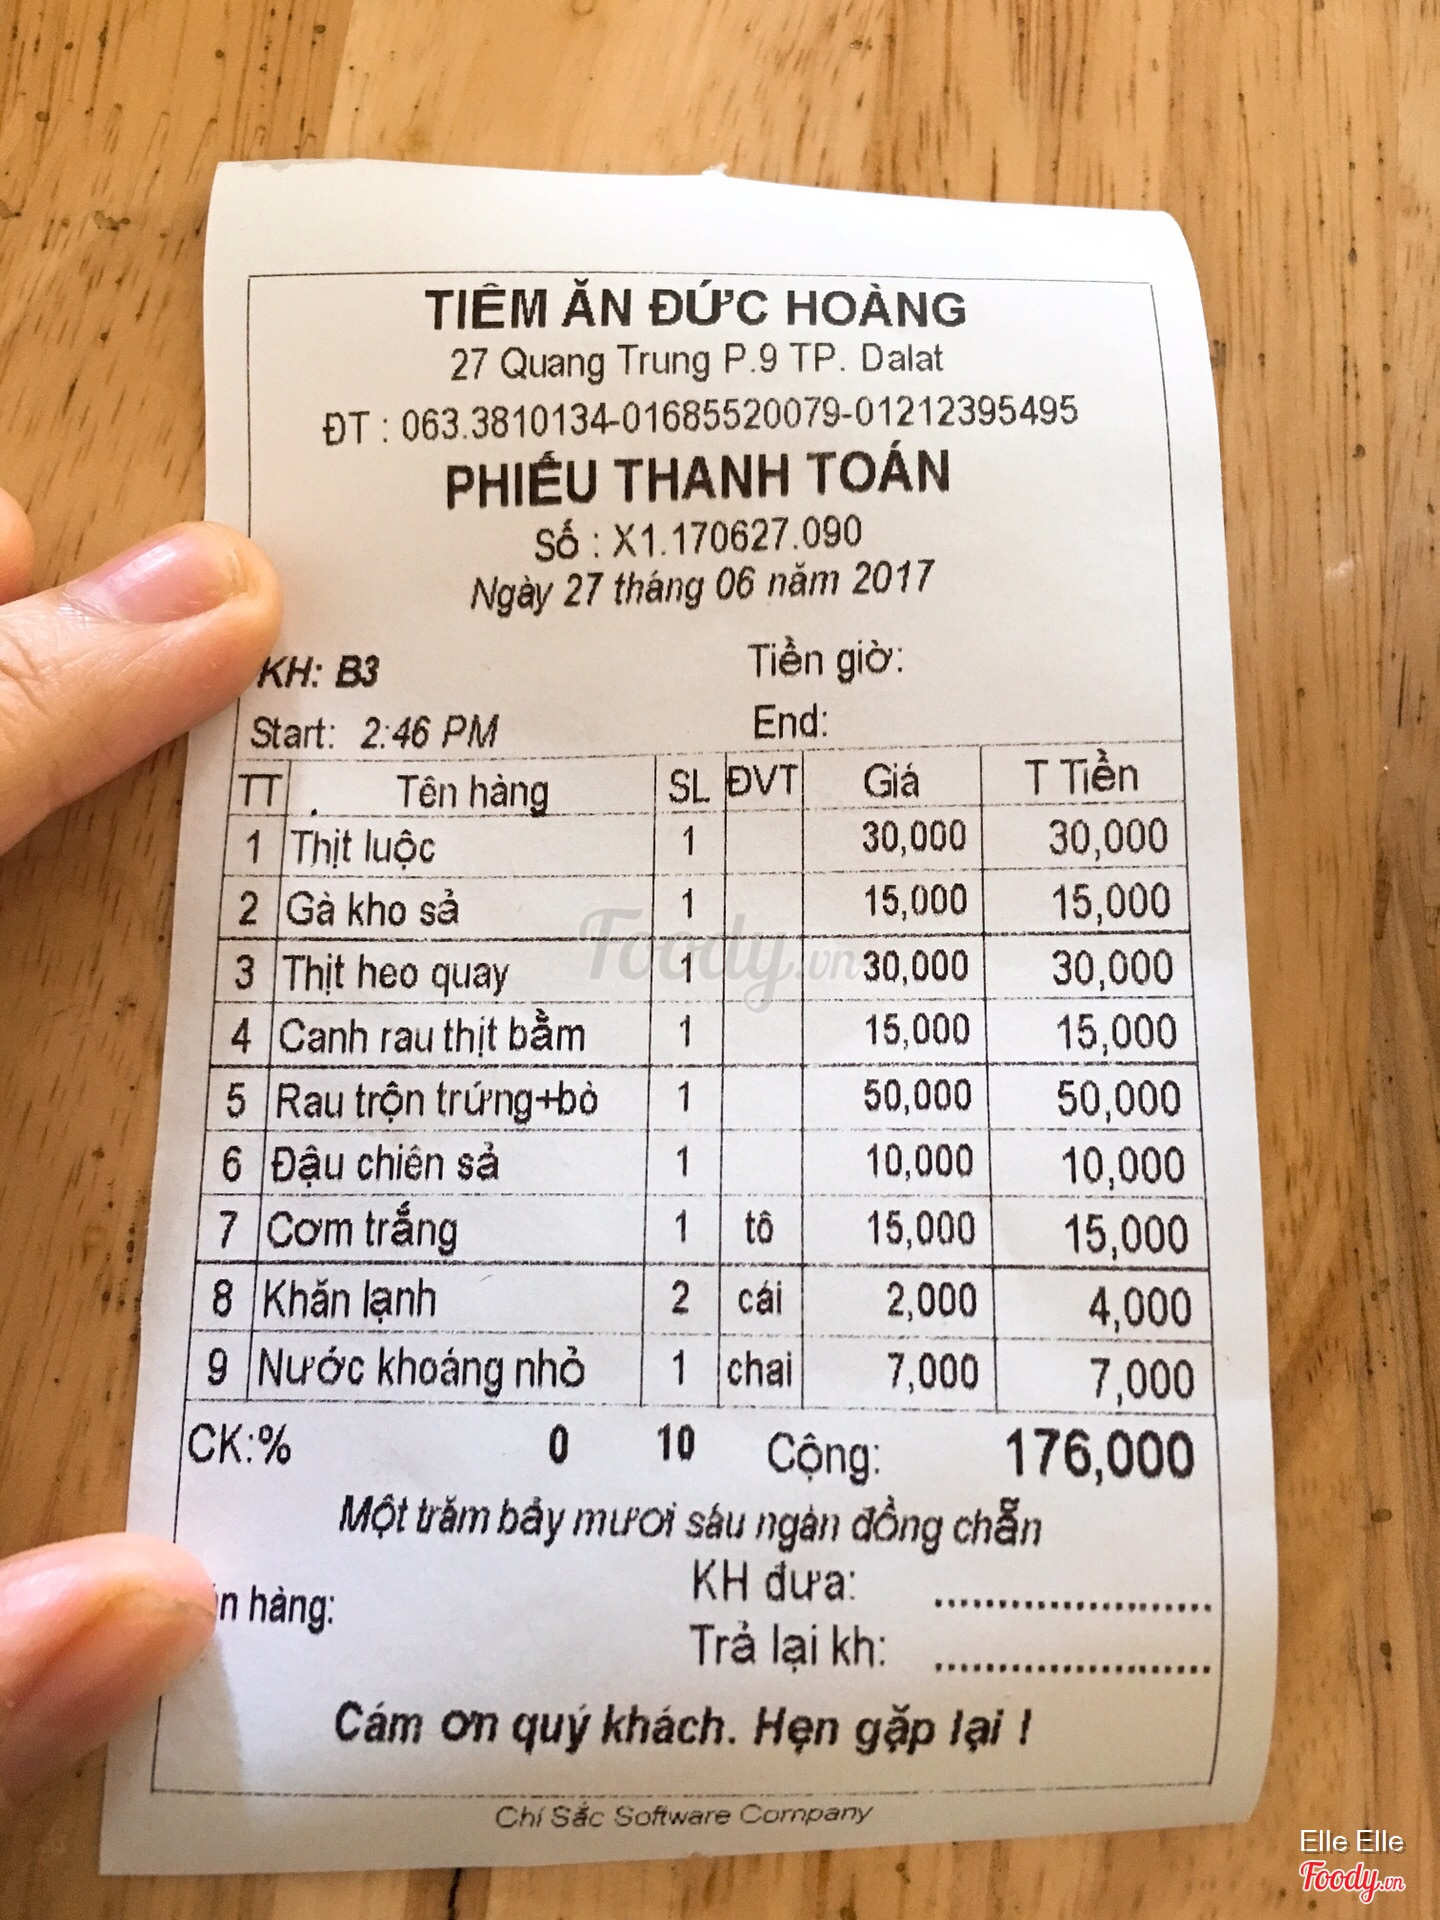 TIỆM ĂN ĐỨC HOÀNG
27 Quang Trung P.9 TP. Dalat
ĐT : 063.3810134-01685520079-01212395495
PHIẾU THANH TOÁN
Số : X1.170627.090
Ngày 27 tháng 06 năm 2017
KH: B3 Tiền giờ:
Start: 2:46 PM End:
TT Tên hàng SL ĐVT Giá T Tiền
1 Thịt luộc 1 30,000 30,000
2 Gà kho sả 1 15,000 15,000
3 Thịt heo quay 1 30,000 30,000
4 Canh rau thịt bằm 1 15,000 15,000
5 Rau trộn trứng+bò 1 50,000 50,000
6 Đậu chiên sả 1 10,000 10,000
7 Cơm trắng 1 tô 15,000 15,000
8 Khăn lạnh 2 cái 2,000 4,000
9 Nước khoáng nhỏ 1 chai 7,000 7,000
CK:% 0 10 Cộng: 176,000
Một trăm bảy mươi sáu ngàn đồng chẵn
KH đưa: ......................
hàng:
Trả lại kh: ......................
Cám ơn quý khách. Hẹn gặp lại !
Chí Sắc Software Company
Foody.vn
Elle Elle
Foody.vn